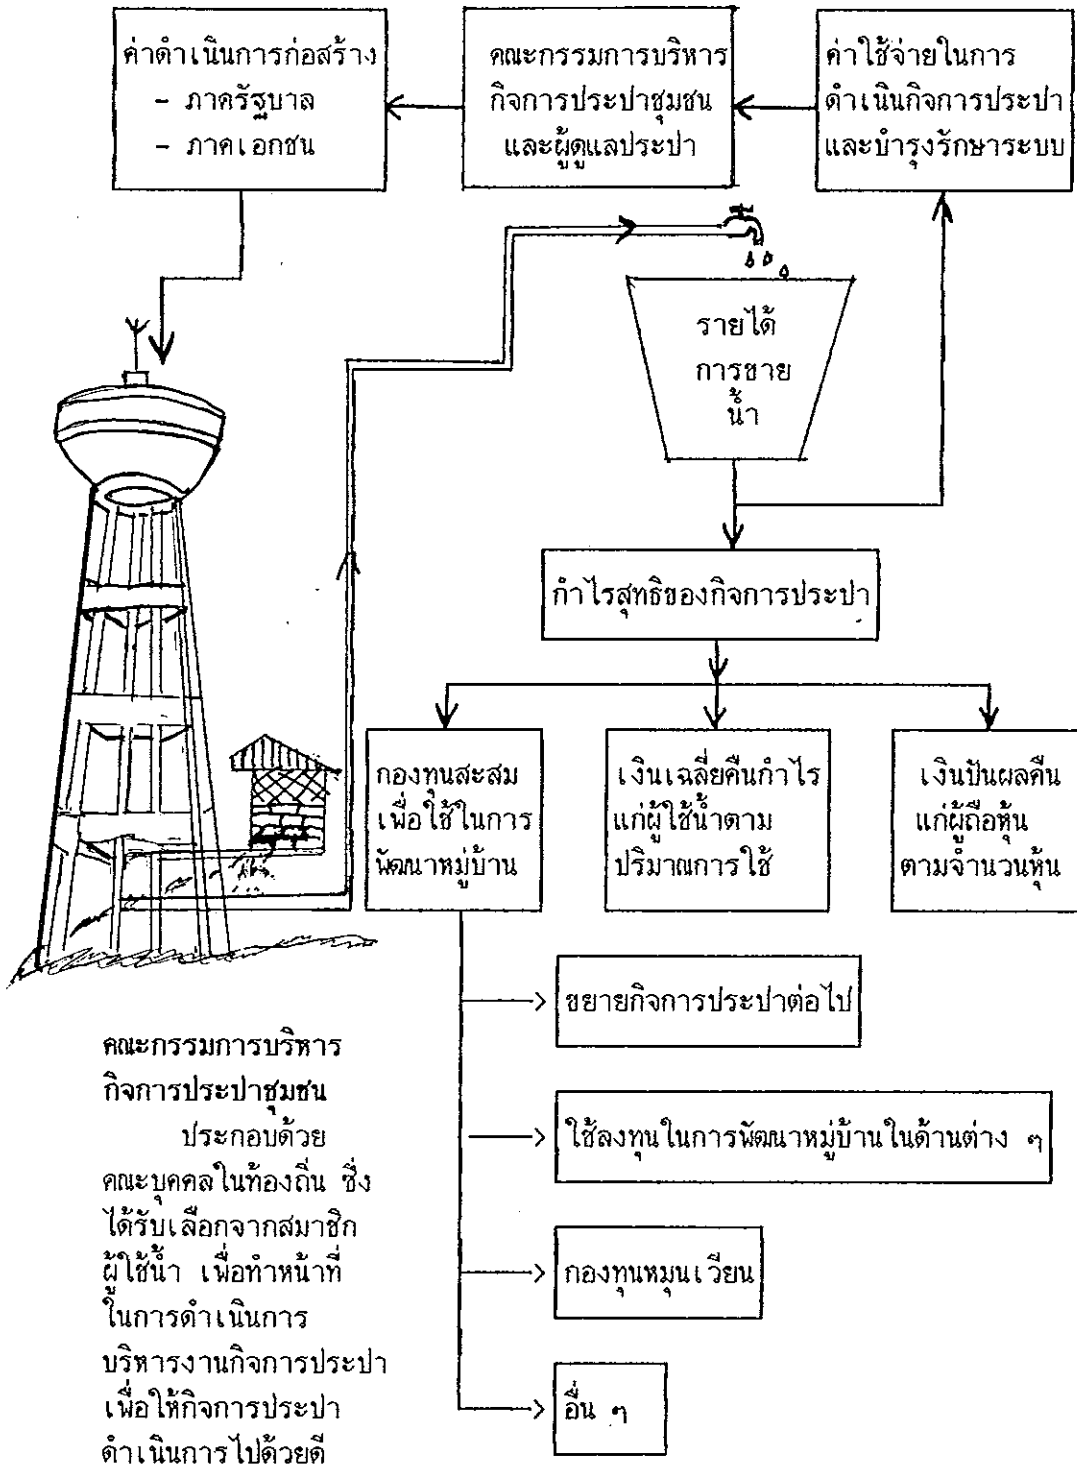 ค่าดำเนินการก่อสร้าง
- ภาครัฐบาล
- ภาคเอกชน
คณะกรรมการบริหาร
กิจการประปาชุมชน
และผู้ดูแลประปา
ค่าใช้จ่ายในการ
ดำเนินกิจการประปา
และบำรุงรักษาระบบ
รายได้
การขาย
น้ำ
กำไรสุทธิของกิจการประปา
กองทุนสะสม
เพื่อใช้ในการ
พัฒนาหมู่บ้าน
เงินเฉลี่ยคืนกำไร
แก่ผู้ใช้น้ำตาม
ปริมาณการใช้
เงินปันผลคืน
แก่ผู้ถือหุ้น
ตามจำนวนหุ้น
ขยายกิจการประปาต่อไป
ใช้ลงทุนในการพัฒนาหมู่บ้านในด้านต่าง ๆ
กองทุนหมุนเวียน
อื่น ๆ
คณะกรรมการบริหาร
กิจการประปาชุมชน
ประกอบด้วย
คณะบุคคลในท้องถิ่น ซึ่ง
ได้รับเลือกจากสมาชิก
ผู้ใช้น้ำ เพื่อทำหน้าที่
ในการดำเนินการ
บริหารงานกิจการประปา
เพื่อให้กิจการประปา
ดำเนินการไปด้วยดี